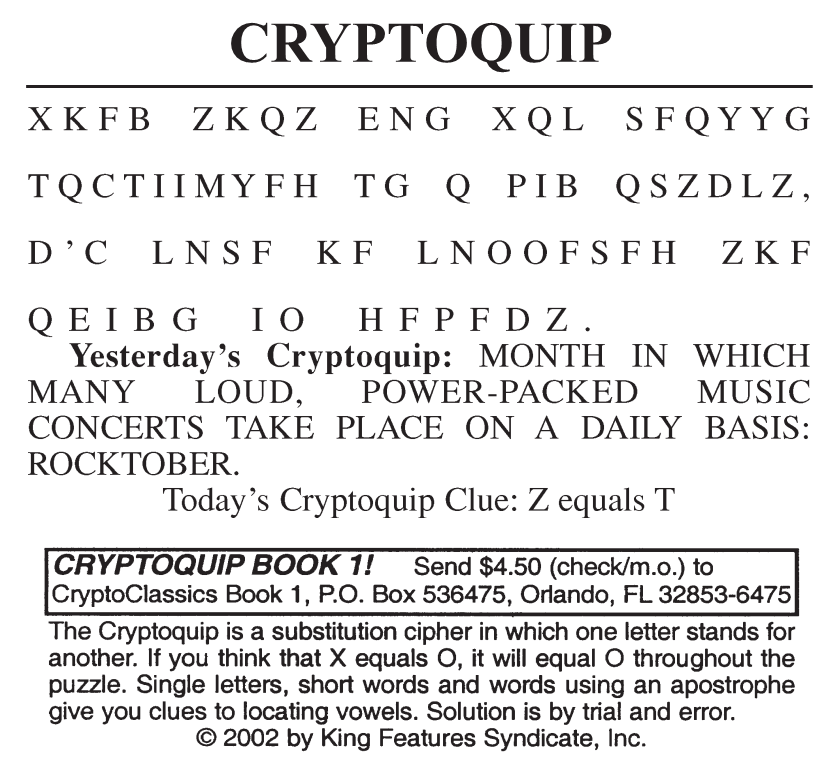 CRYPTOQUIP
XKFB ZKQZ ENG XQL SFQYYG
TQCTIIMYFH TG Q PIB QSZDLZ,
D'C LNSF KF LNOOFSFH ZKF
QEIBG IO HFPFDZ.
Yesterday's Cryptoquip: MONTH IN WHICH
MANY LOUD, POWER-PACKED MUSIC
CONCERTS TAKE PLACE ON A DAILY BASIS:
ROCKTOBER.
Today's Cryptoquip Clue: Z equals T
CRYPTOQUIP BOOK 1! Send $4.50 (check/m.o.) to
CryptoClassics Book 1, P.O. Box 536475, Orlando, FL 32853-6475
The Cryptoquip is a substitution cipher in which one letter stands for
another. If you think that X equals O, it will equal O throughout the
puzzle. Single letters, short words and words using an apostrophe
give you clues to locating vowels. Solution is by trial and error.
© 2002 by King Features Syndicate, Inc.